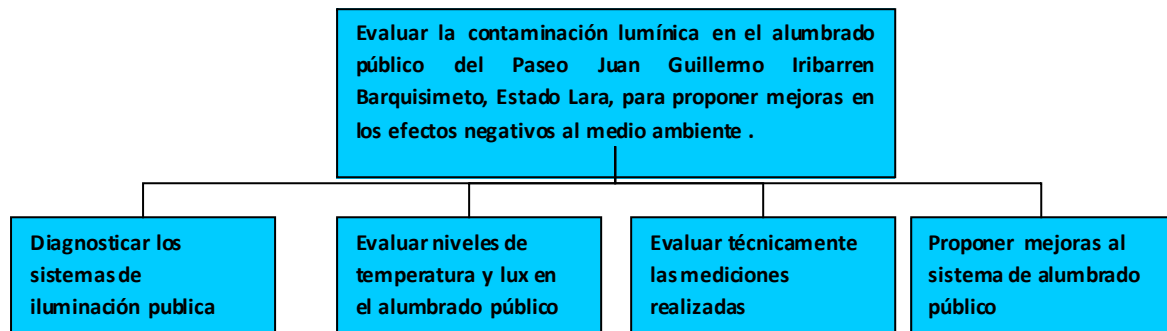 Evaluar la contaminación lumínica en el alumbrado
público del Paseo Juan Guillermo Iribarren
Barquisimeto, Estado Lara, para proponer mejoras en
los efectos negativos al medio ambiente .
Diagnosticar los
sistemas de
iluminación publica
Evaluar niveles de
temperatura y lux en
el alumbrado público
Evaluar técnicamente
las mediciones
realizadas
Proponer mejoras al
sistema de alumbrado
público